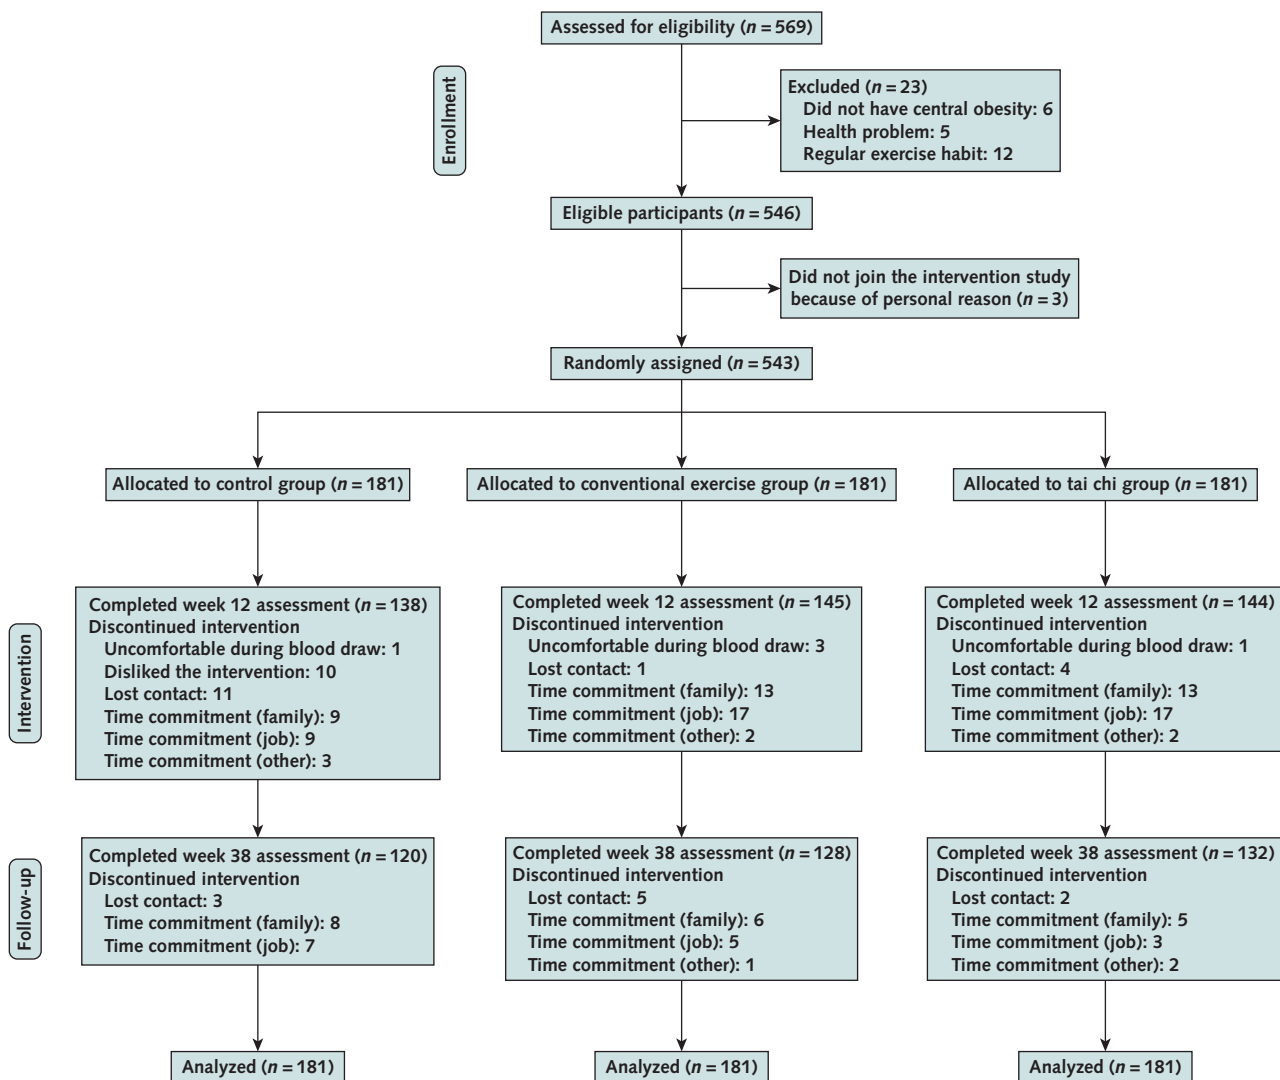 Assessed for eligibility (n = 569)
Enrollment
Excluded (n = 23)
Did not have central obesity: 6
Health problem: 5
Regular exercise habit: 12
Eligible participants (n = 546)
Did not join the intervention study
because of personal reason (n = 3)
Randomly assigned (n = 543)
Allocated to control group (n = 181)
Allocated to conventional exercise group (n = 181)
Allocated to tai chi group (n = 181)
Intervention
Completed week 12 assessment (n = 138)
Discontinued intervention
Uncomfortable during blood draw: 1
Disliked the intervention: 10
Lost contact: 11
Time commitment (family): 9
Time commitment (job): 9
Time commitment (other): 3
Completed week 12 assessment (n = 145)
Discontinued intervention
Uncomfortable during blood draw: 3
Lost contact: 1
Time commitment (family): 13
Time commitment (job): 17
Time commitment (other): 2
Completed week 12 assessment (n = 144)
Discontinued intervention
Uncomfortable during blood draw: 1
Lost contact: 4
Time commitment (family): 13
Time commitment (job): 17
Time commitment (other): 2
Follow-up
Completed week 38 assessment (n = 120)
Discontinued intervention
Lost contact: 3
Time commitment (family): 8
Time commitment (job): 7
Completed week 38 assessment (n = 128)
Discontinued intervention
Lost contact: 5
Time commitment (family): 6
Time commitment (job): 5
Time commitment (other): 1
Completed week 38 assessment (n = 132)
Discontinued intervention
Lost contact: 2
Time commitment (family): 5
Time commitment (job): 3
Time commitment (other): 2
Analyzed (n = 181)
Analyzed (n = 181)
Analyzed (n = 181)